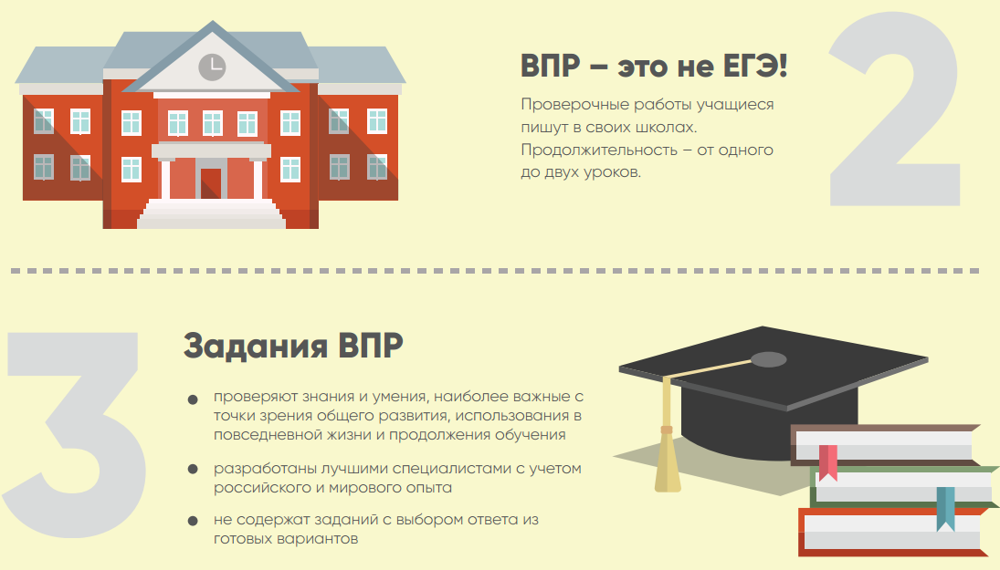 2
ВПР – это не ЕГЭ!
Проверочные работы учащиеся
пишут в своих школах.
Продолжительность – от одного
до двух уроков.
3
Задания ВПР
● проверяют знания и умения, наиболее важные с
точки зрения общего развития, использования в
повседневной жизни и продолжения обучения
● разработаны лучшими специалистами с учетом
российского и мирового опыта
● не содержат заданий с выбором ответа из
готовых вариантов